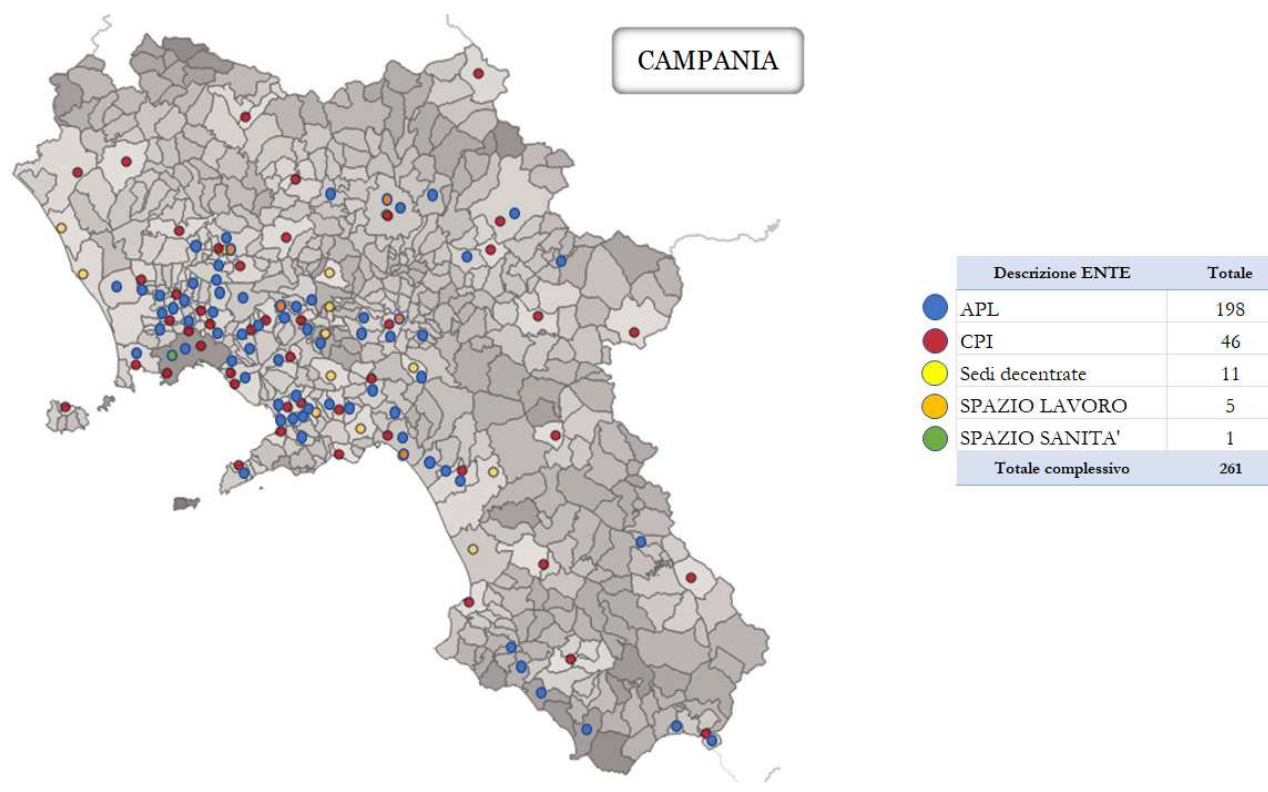 CAMPANIA
Descrizione ENTE Totale
APL 198
CPI 46
Sedi decentrate 11
SPAZIO LAVORO 5
SPAZIO SANITA' 1
Totale complessivo 261